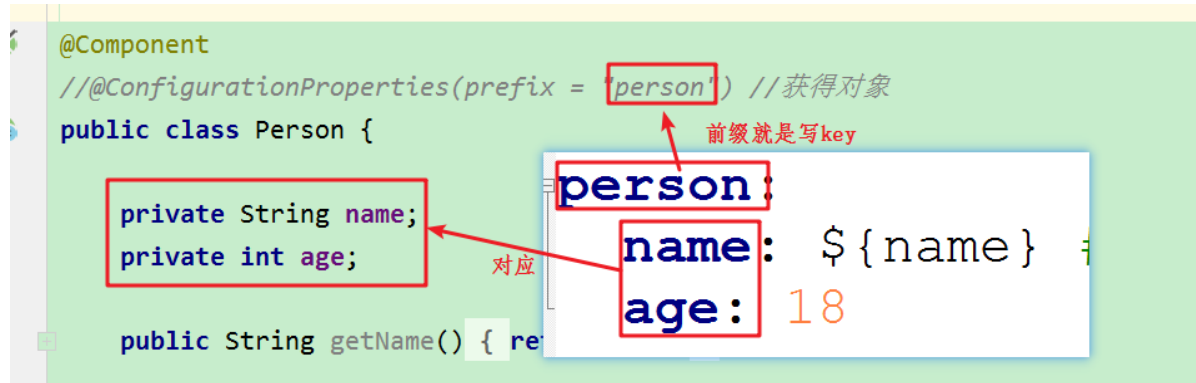 @Component
//@ConfigurationProperties(prefix = "person") //获得对象
public class Person {
前缀就是写key
person:
private String name;
name: ${name}
private int age;
对应
age: 18
public String getName() { re